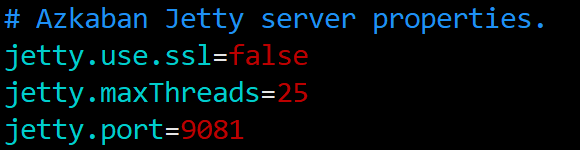 # Azkaban Jetty server properties.
jetty.use.ssl=false
jetty.maxThreads=25
jetty.port=9081